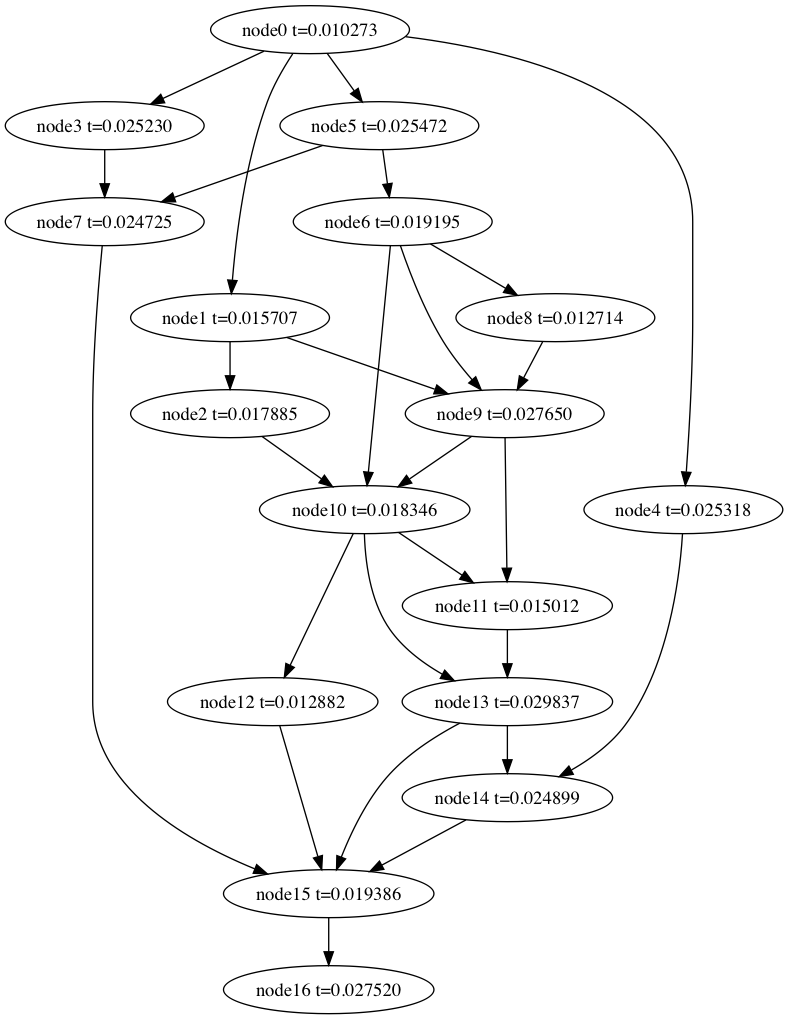 node0 t=0.010273
node3 t=0.025230
node5 t=0.025472
node7 t=0.024725
node6 t=0.019195
node1 t=0.015707
node8 t=0.012714
node2 t=0.017885
node9 t=0.027650
node10 t=0.018346
node4 t=0.025318
node11 t=0.015012
node12 t=0.012882
node13 t=0.029837
node14 t=0.024899
node15 t=0.019386
node16 t=0.027520